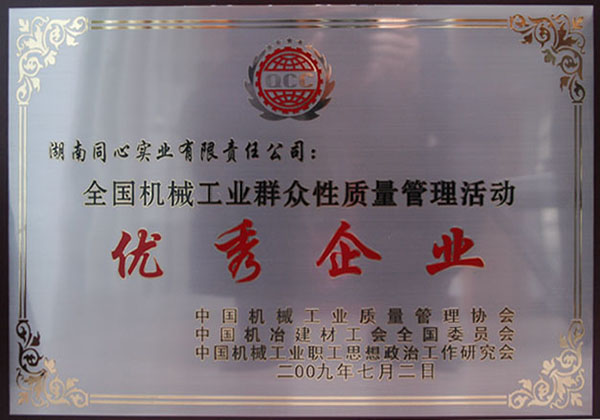 QCC
湖南同心实业有限责任公司：
全国机械工业群众性质量管理活动
优秀企业
中国机械工业质量管理协会
中国机冶建材工会全国委员会
中国机械工业职工思想政治工作研究会
二00九年七月二日